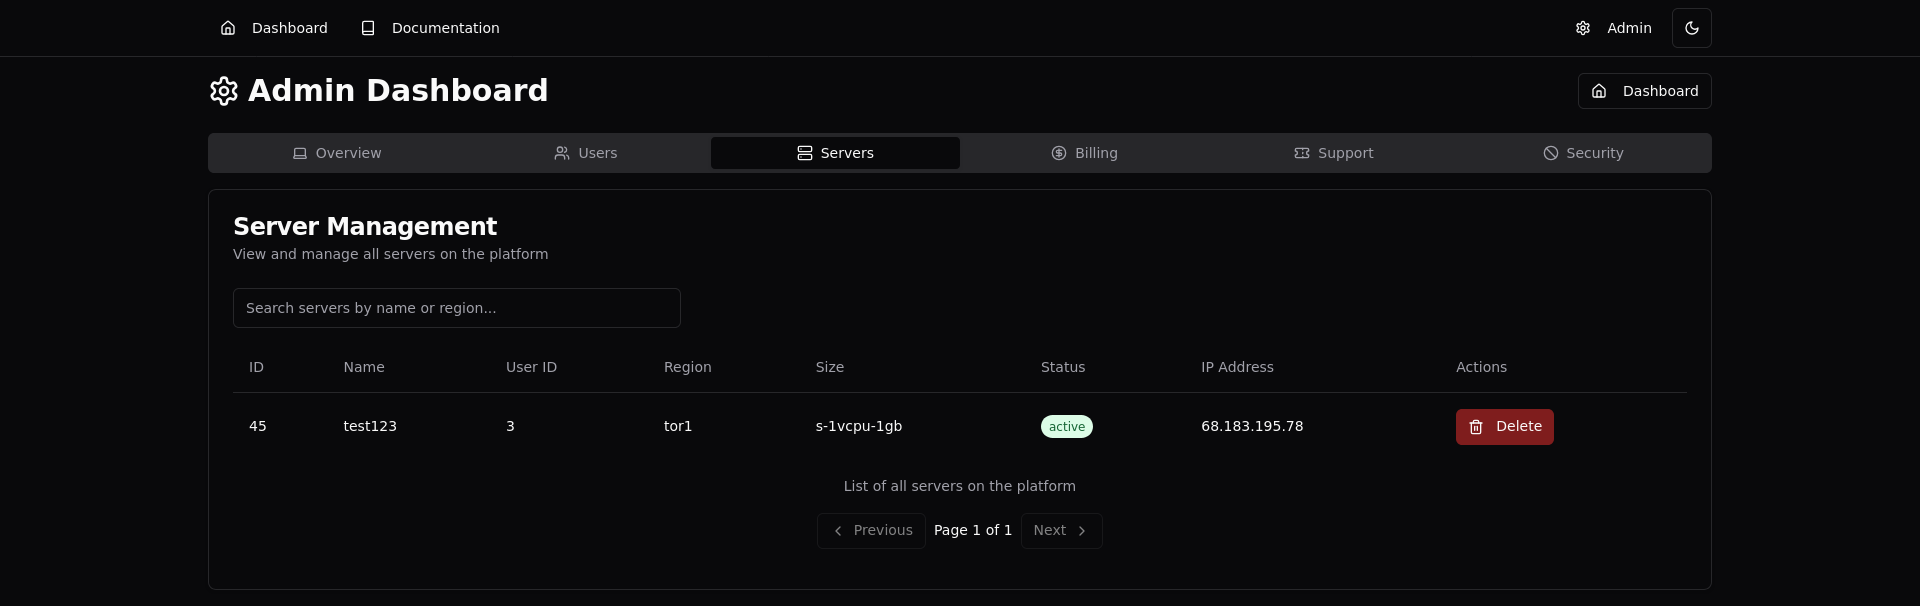 Dashboard Documentation Admin
Admin Dashboard Dashboard
Overview Users Servers Billing Support Security
Server Management
View and manage all servers on the platform
Search servers by name or region...
ID Name User ID Region Size Status IP Address Actions
45 test123 3 tor1 s-1vcpu-1gb active 68.183.195.78 Delete
List of all servers on the platform
Previous Page 1 of 1 Next